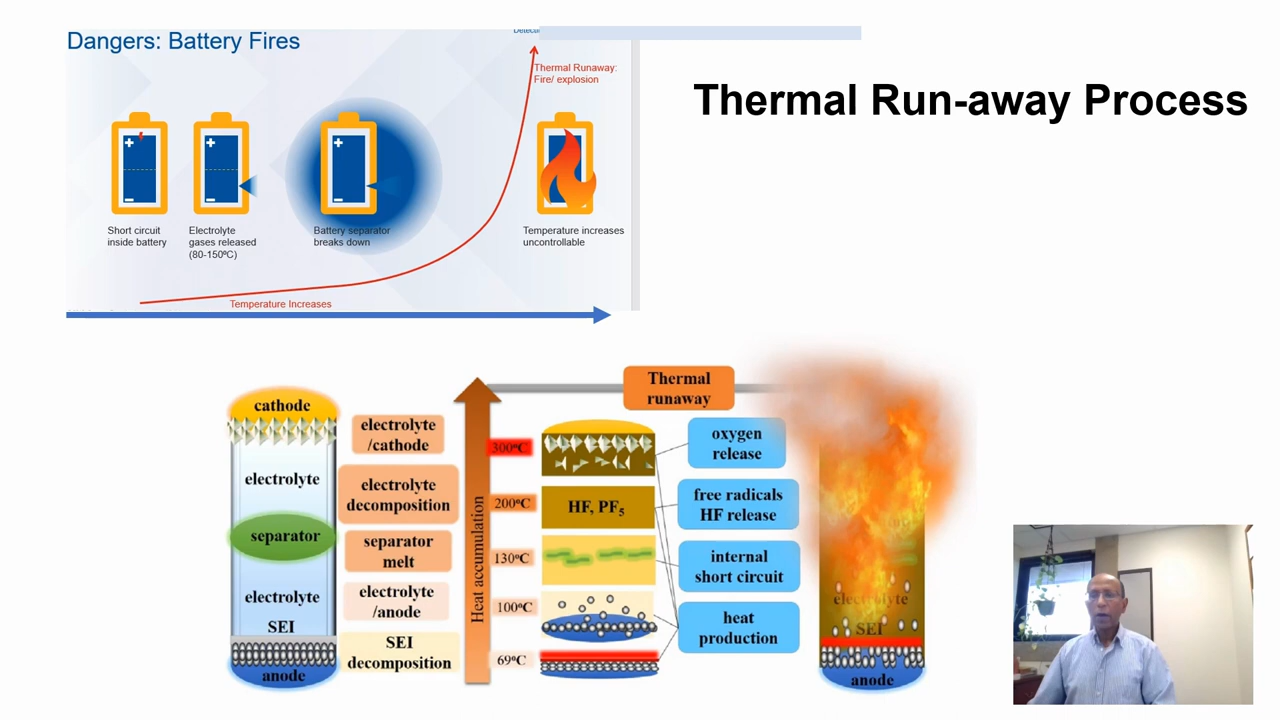 Dangers: Battery Fires
Thermal Run-away Process
Thermal Runaway:
Fire/ explosion
+
+
+
Short circuit
inside battery
Electrolyte
gases released
(80-150ºC)
Battery separator
breaks down
Temperature increases
uncontrollable
Temperature Increases
cathode
electrolyte
separator
electrolyte
SEI
anode
electrolyte
/cathode
electrolyte
decomposition
separator
melt
electrolyte
/anode
SEI
decomposition
Heat accumulation
Thermal
runaway
300ºC
200ºC
130ºC
100ºC
69ºC
HF, PF₅
oxygen
release
free radicals
HF release
internal
short circuit
heat
production
electrolyte
SEI
anode